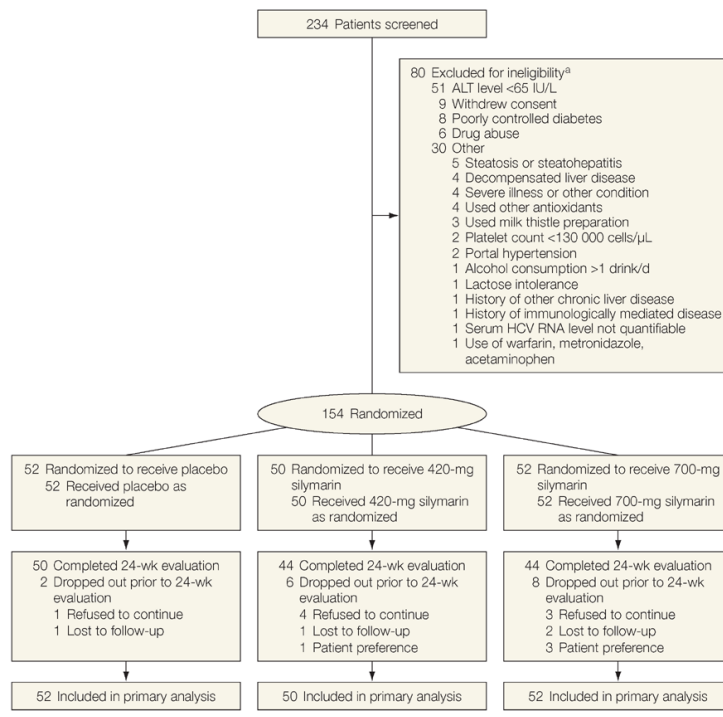 234 Patients screened
80 Excluded for ineligibilityª
51 ALT level <65 IU/L
9 Withdrew consent
8 Poorly controlled diabetes
6 Drug abuse
30 Other
5 Steatosis or steatohepatitis
4 Decompensated liver disease
4 Severe illness or other condition
4 Used other antioxidants
3 Used milk thistle preparation
2 Platelet count <130 000 cells/μL
2 Portal hypertension
1 Alcohol consumption >1 drink/d
1 Lactose intolerance
1 History of other chronic liver disease
1 History of immunologically mediated disease
1 Serum HCV RNA level not quantifiable
1 Use of warfarin, metronidazole,
acetaminophen
154 Randomized
52 Randomized to receive placebo
52 Received placebo as
randomized
50 Randomized to receive 420-mg
silymarin
50 Received 420-mg silymarin
as randomized
52 Randomized to receive 700-mg
silymarin
52 Received 700-mg silymarin
as randomized
50 Completed 24-wk evaluation
2 Dropped out prior to 24-wk
evaluation
1 Refused to continue
1 Lost to follow-up
44 Completed 24-wk evaluation
6 Dropped out prior to 24-wk
evaluation
4 Refused to continue
1 Lost to follow-up
1 Patient preference
44 Completed 24-wk evaluation
8 Dropped out prior to 24-wk
evaluation
3 Refused to continue
2 Lost to follow-up
3 Patient preference
52 Included in primary analysis
50 Included in primary analysis
52 Included in primary analysis